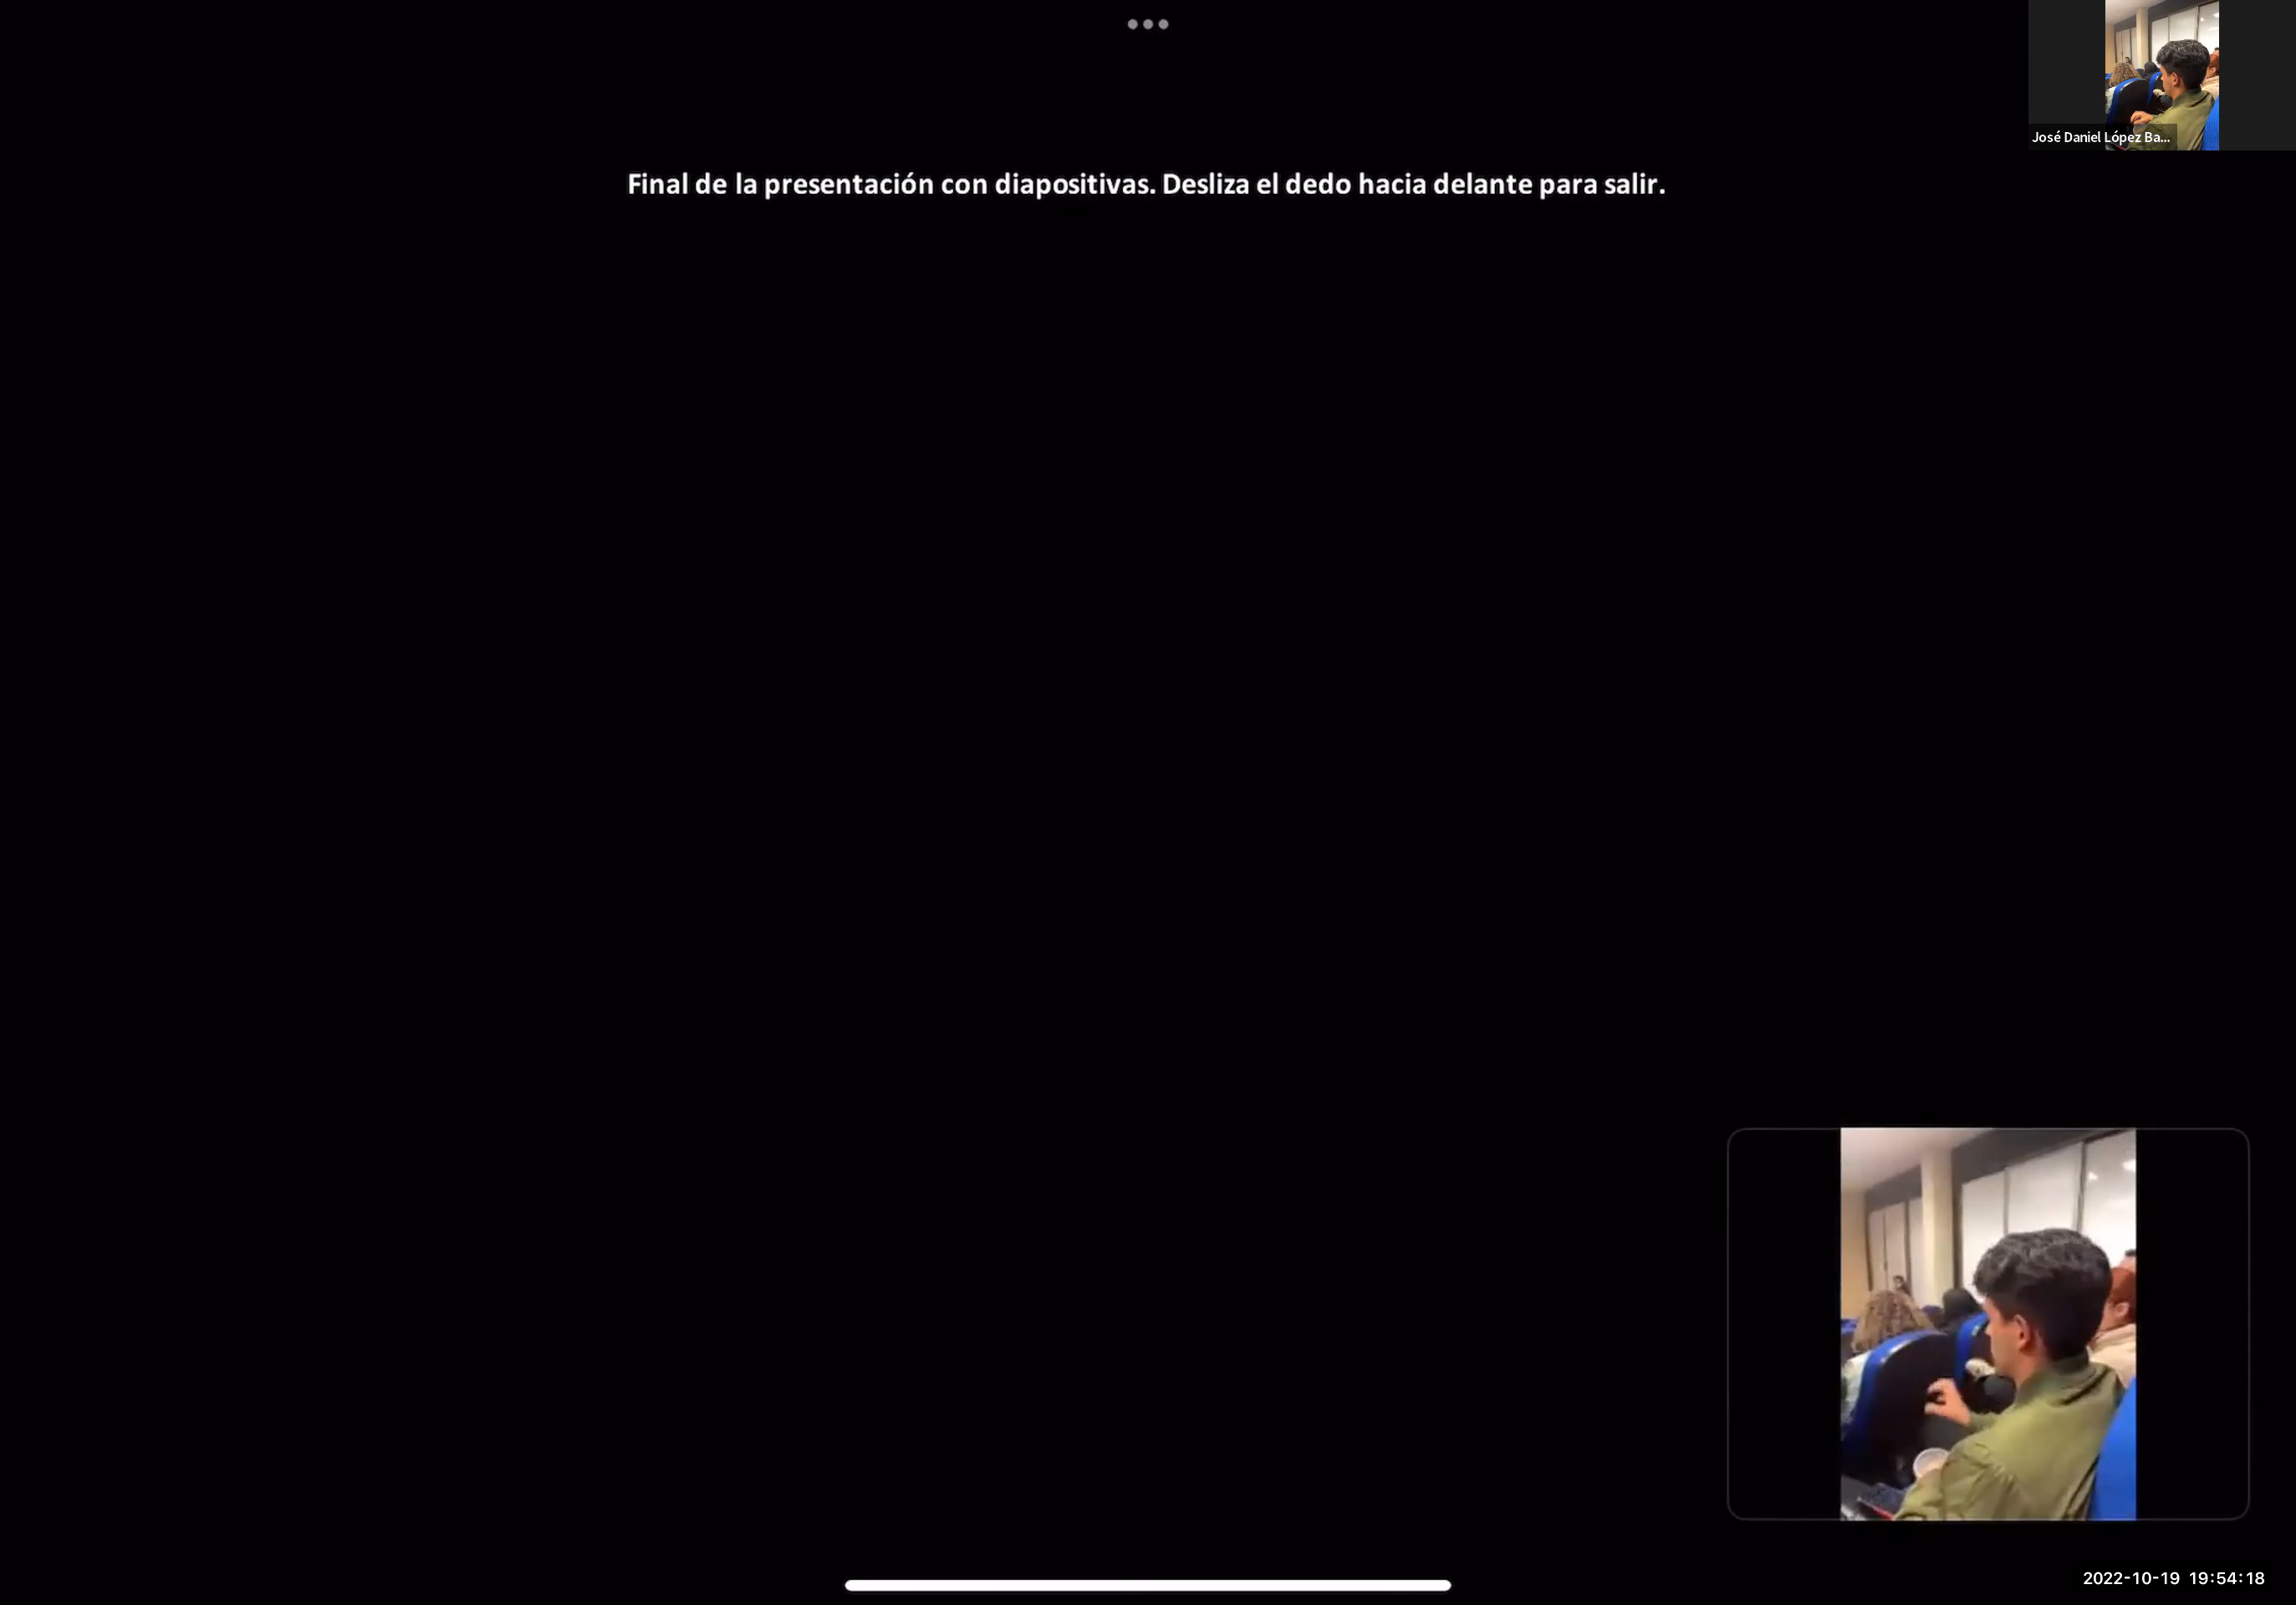 José Daniel López Ba...
Final de la presentación con diapositivas. Desliza el dedo hacia delante para salir.
2022-10-19 19:54:18